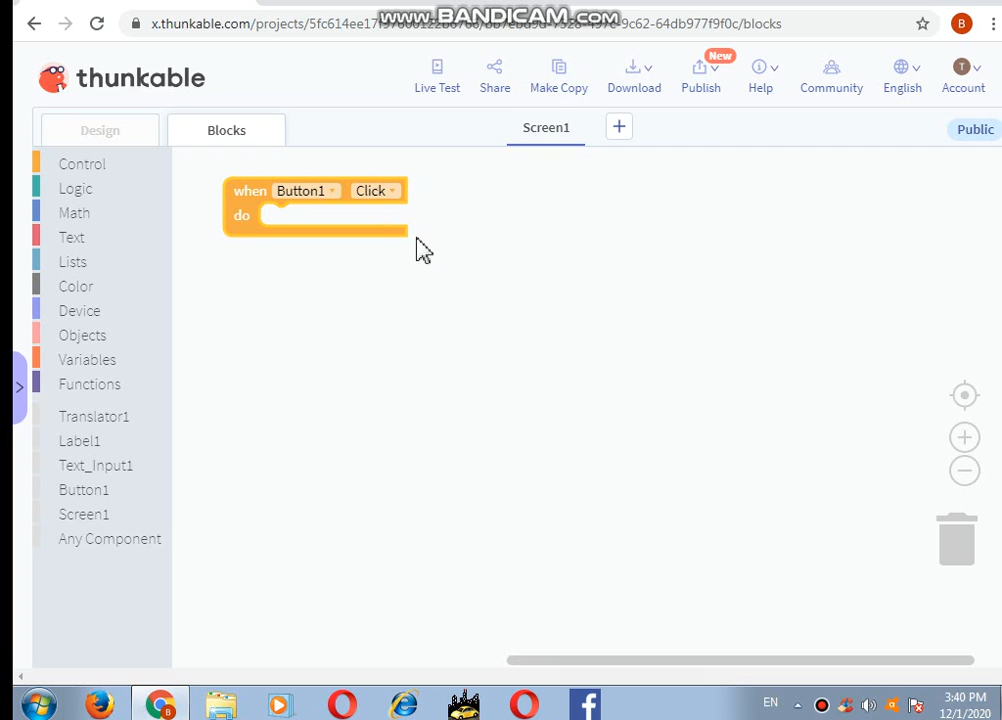 www.BANDICAM.com
x.thunkable.com/projects/
/blocks
B
thunkable
Live Test
Share
Make Copy
Download
New
Publish
Help
Community
English
T
Account
Design
Blocks
Screen1
+
Public
Control
Logic
Math
Text
Lists
Color
Device
Objects
Variables
Functions
Translator1
Label1
Text_Input1
Button1
Screen1
Any Component
when Button1 Click
do
EN
3:40 PM
12/1/2020